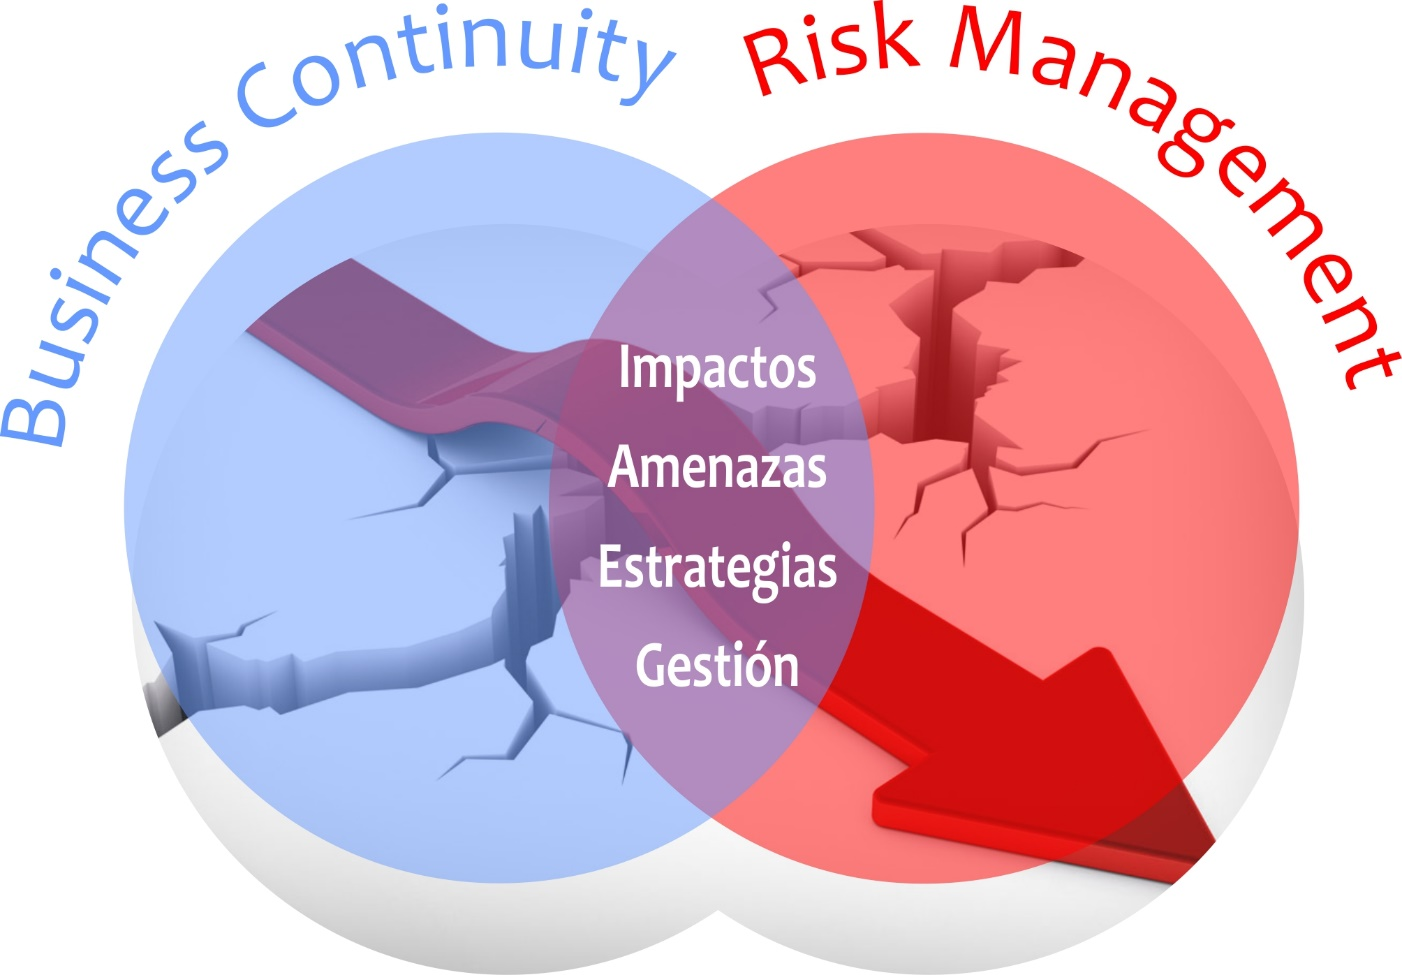 Business Continuity
Risk Management
Impactos
Amenazas
Estrategias
Gestión